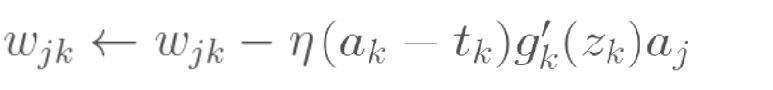 w_{jk} ← w_{jk} − η(a_k − t_k)g′_k(z_k)a_j